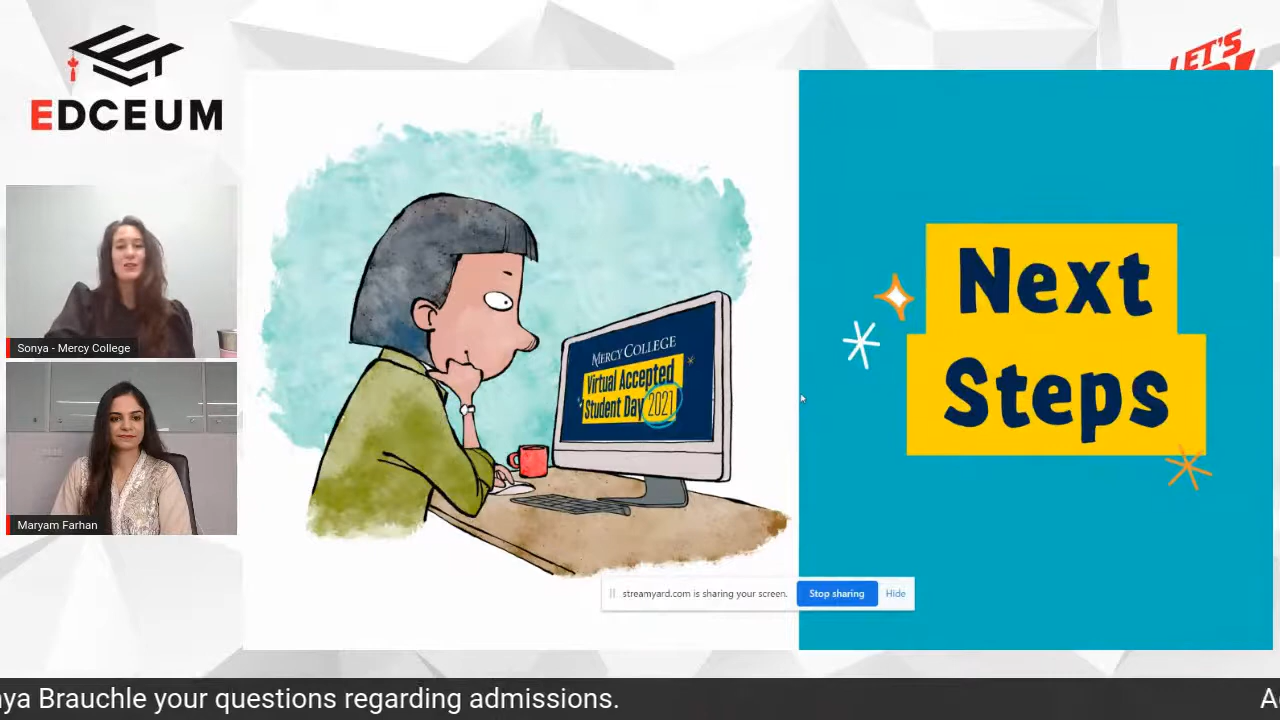 EDCEUM
LET'S
Sonya - Mercy College
Maryam Farhan
MERCY COLLEGE
Virtual Accepted
Student Day 2021
Next
Steps
streamyard.com is sharing your screen.
Stop sharing
Hide
Brauchle your questions regarding admissions.